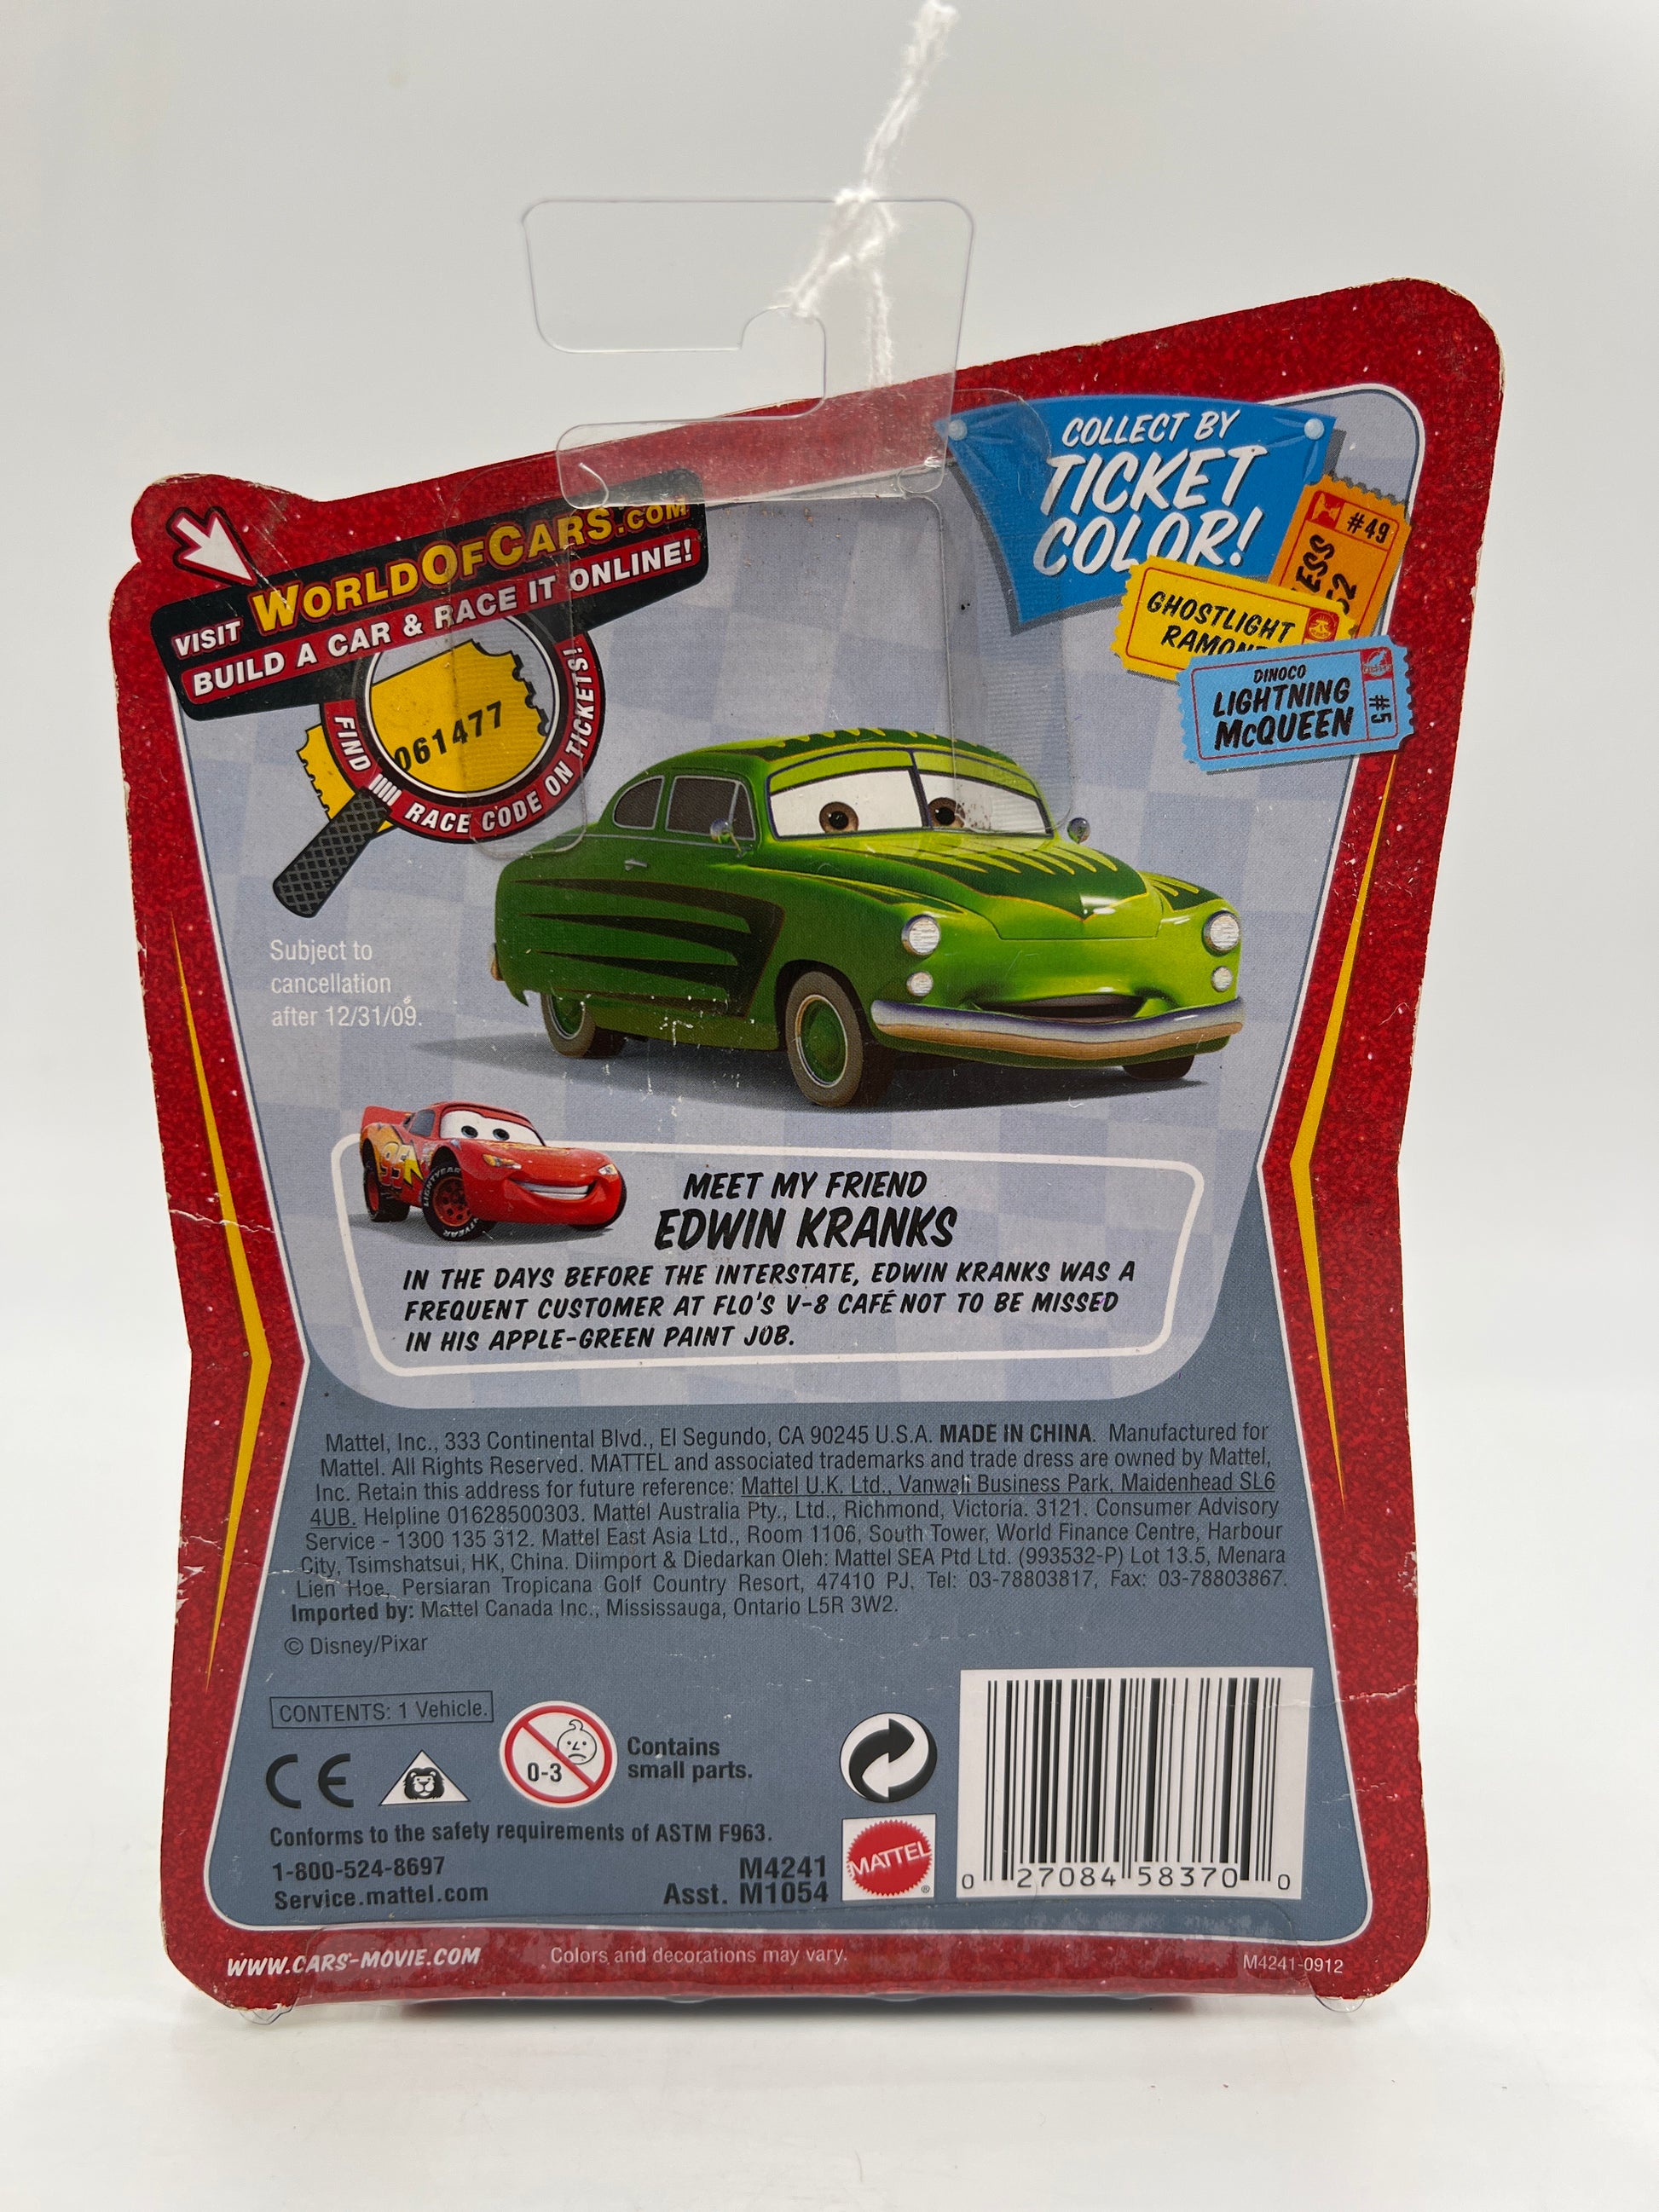 COLLECT BY
TICKET
COLOR!
#49
ESS
52
GHOSTLIGHT
RAMONE
DINOCO
LIGHTNING
McQUEEN
#5
VISIT WORLDOFCARS.COM
BUILD A CAR & RACE IT ONLINE!
061477
FIND RACE CODE ON TICKETS!
Subject to
cancellation
after 12/31/09.
95
LIGHTYEAR
MEET MY FRIEND
EDWIN KRANKS
IN THE DAYS BEFORE THE INTERSTATE, EDWIN KRANKS WAS A
FREQUENT CUSTOMER AT FLO'S V-8 CAFÉ NOT TO BE MISSED
IN HIS APPLE-GREEN PAINT JOB.
Mattel, Inc., 333 Continental Blvd., El Segundo, CA 90245 U.S.A. MADE IN CHINA. Manufactured for
Mattel. All Rights Reserved. MATTEL and associated trademarks and trade dress are owned by Mattel,
Inc. Retain this address for future reference: Mattel U.K. Ltd., Vanwall Business Park, Maidenhead SL6
4UB. Helpline 01628500303. Mattel Australia Pty., Ltd., Richmond, Victoria. 3121. Consumer Advisory
Service - 1300 135 312. Mattel East Asia Ltd., Room 1106, South Tower, World Finance Centre, Harbour
City, Tsimshatsui, HK, China. Diimport & Diedarkan Oleh: Mattel SEA Ptd Ltd. (993532-P) Lot 13.5, Menara
Lien Hoe, Persiaran Tropicana Golf Country Resort, 47410 PJ. Tel: 03-78803817, Fax: 03-78803867.
Imported by: Mattel Canada Inc., Mississauga, Ontario L5R 3W2.
© Disney/Pixar
CONTENTS: 1 Vehicle.
CE
0-3
Contains
small parts.
Conforms to the safety requirements of ASTM F963.
1-800-524-8697
Service.mattel.com
M4241
Asst. M1054
MATTEL®
0 27084 58370 0
WWW.CARS-MOVIE.COM
Colors and decorations may vary.
M4241-0912